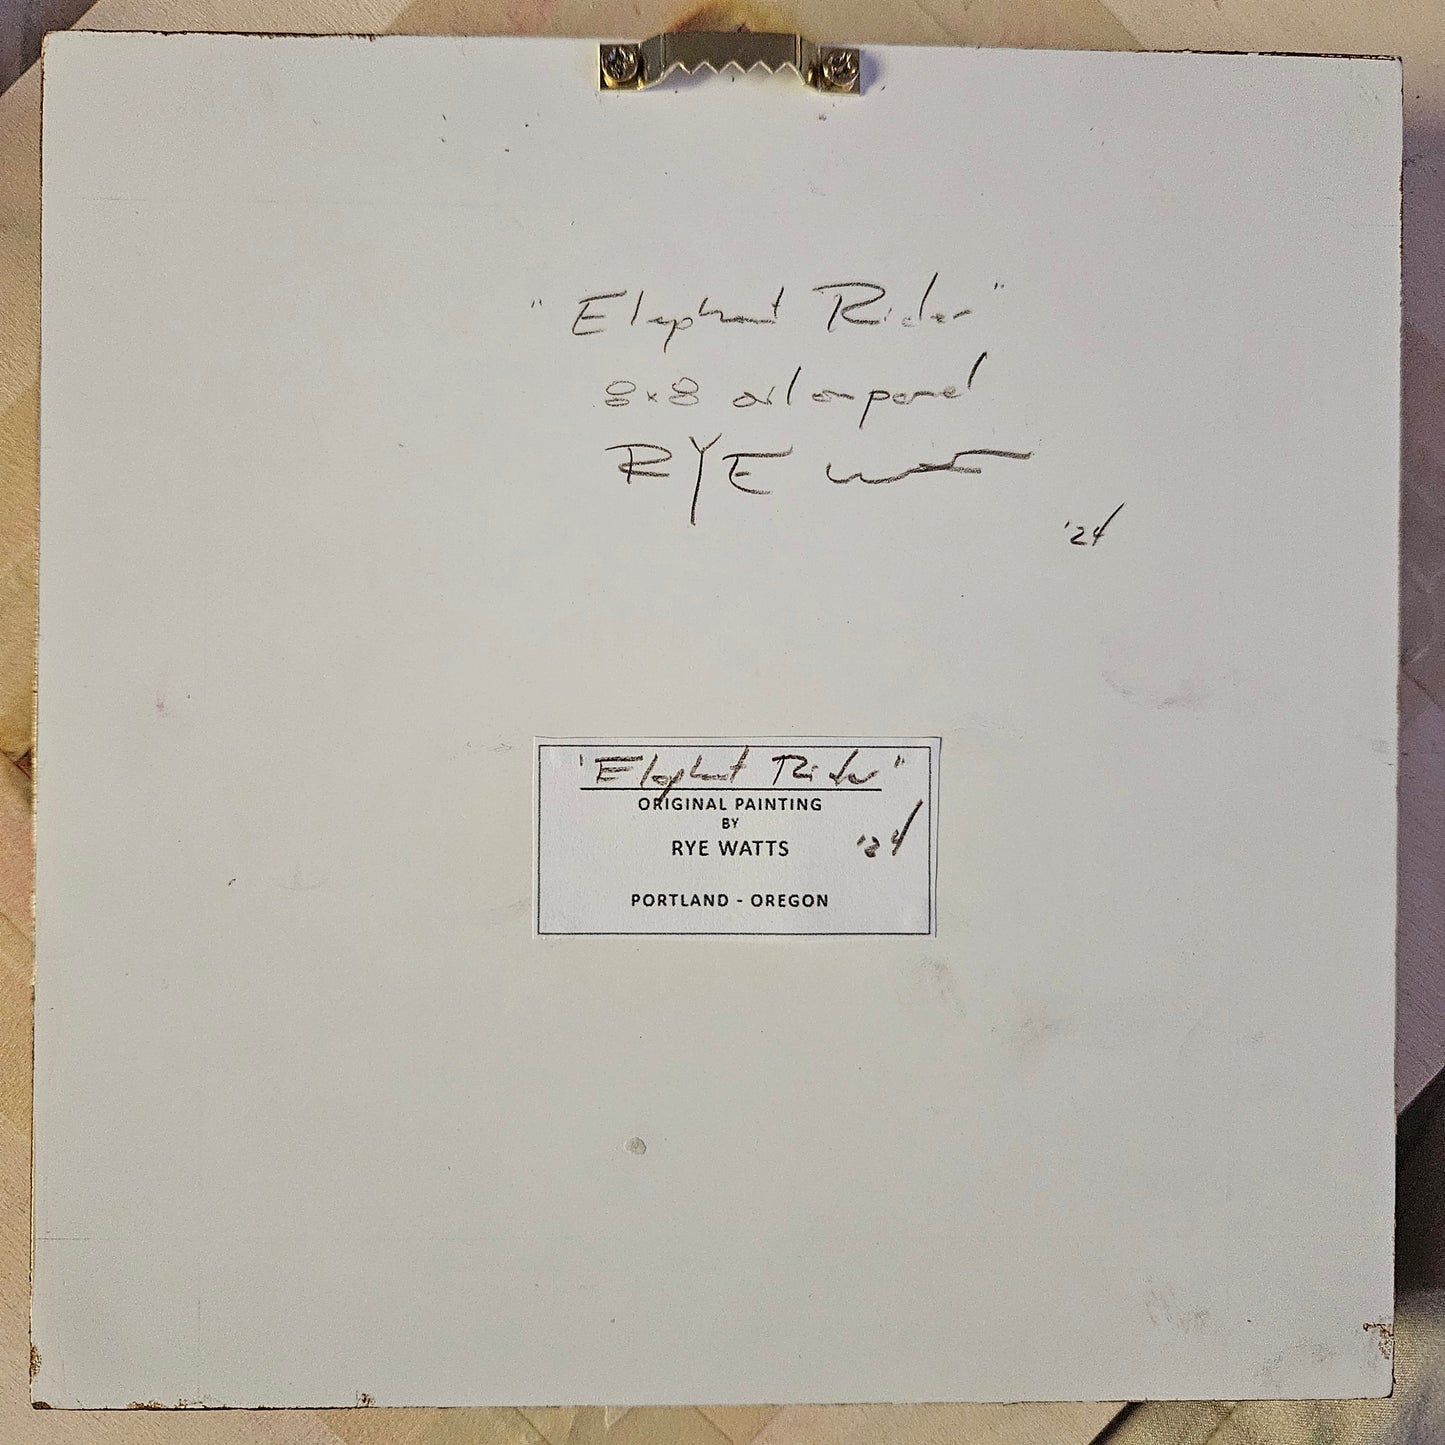 "Elephant Rider"
8x8 oil on panel
RYE Watts
'24
"Elephant Rider"
ORIGINAL PAINTING
BY
RYE WATTS '24
PORTLAND - OREGON